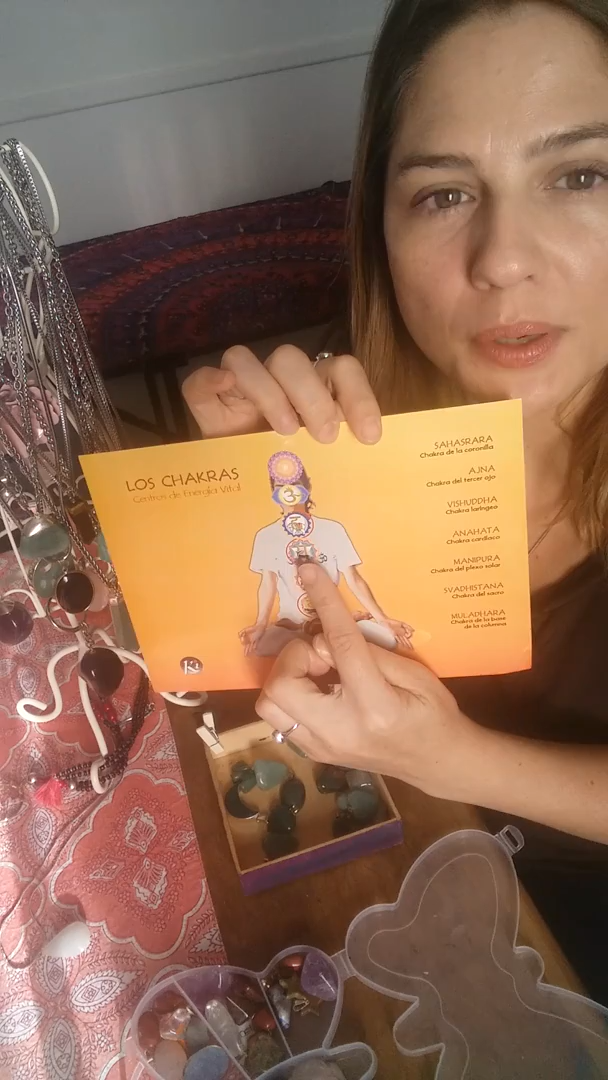 LOS CHAKRAS
Centros de Energía Vital
SAHASRARA
Chakra de la coronilla
AJNA
Chakra del tercer ojo
VISHUDDHA
Chakra laríngeo
ANAHATA
Chakra cardíaco
MANIPURA
Chakra del plexo solar
SVADHISTANA
Chakra del sacro
MULADHARA
Chakra de la base
de la columna